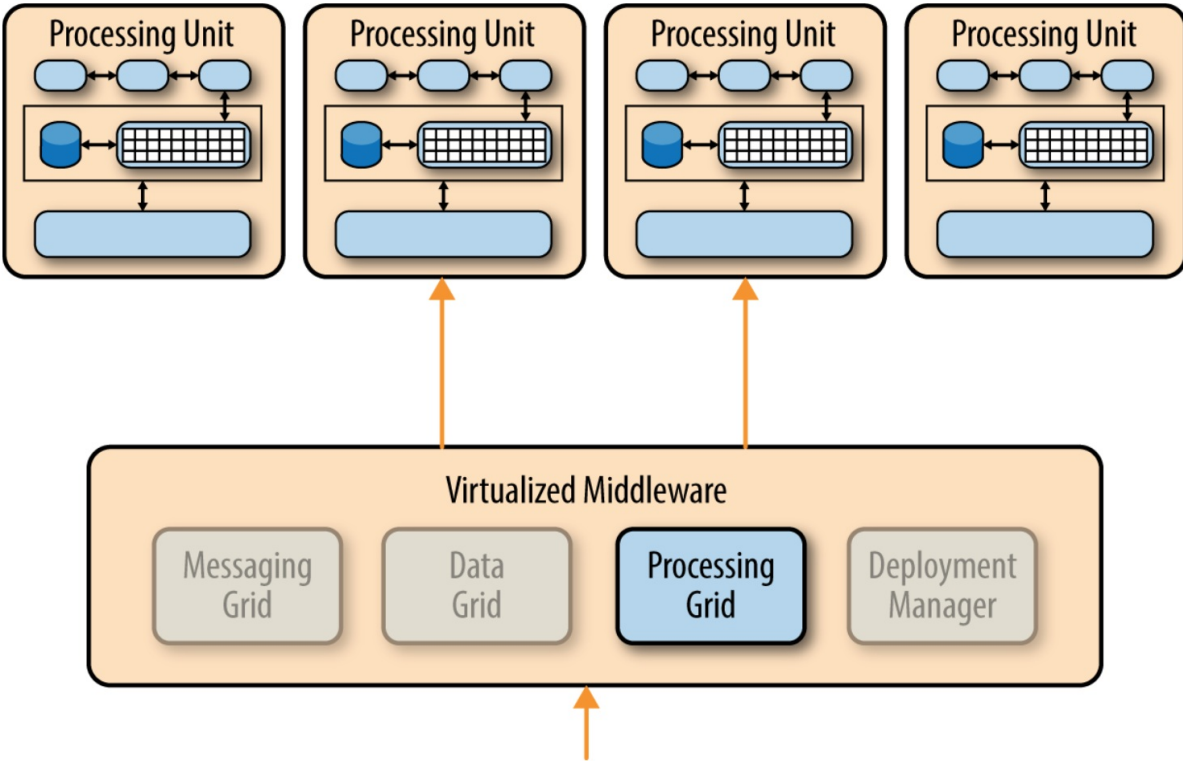 Processing Unit
Processing Unit
Processing Unit
Processing Unit
Virtualized Middleware
Messaging
Grid
Data
Grid
Processing
Grid
Deployment
Manager